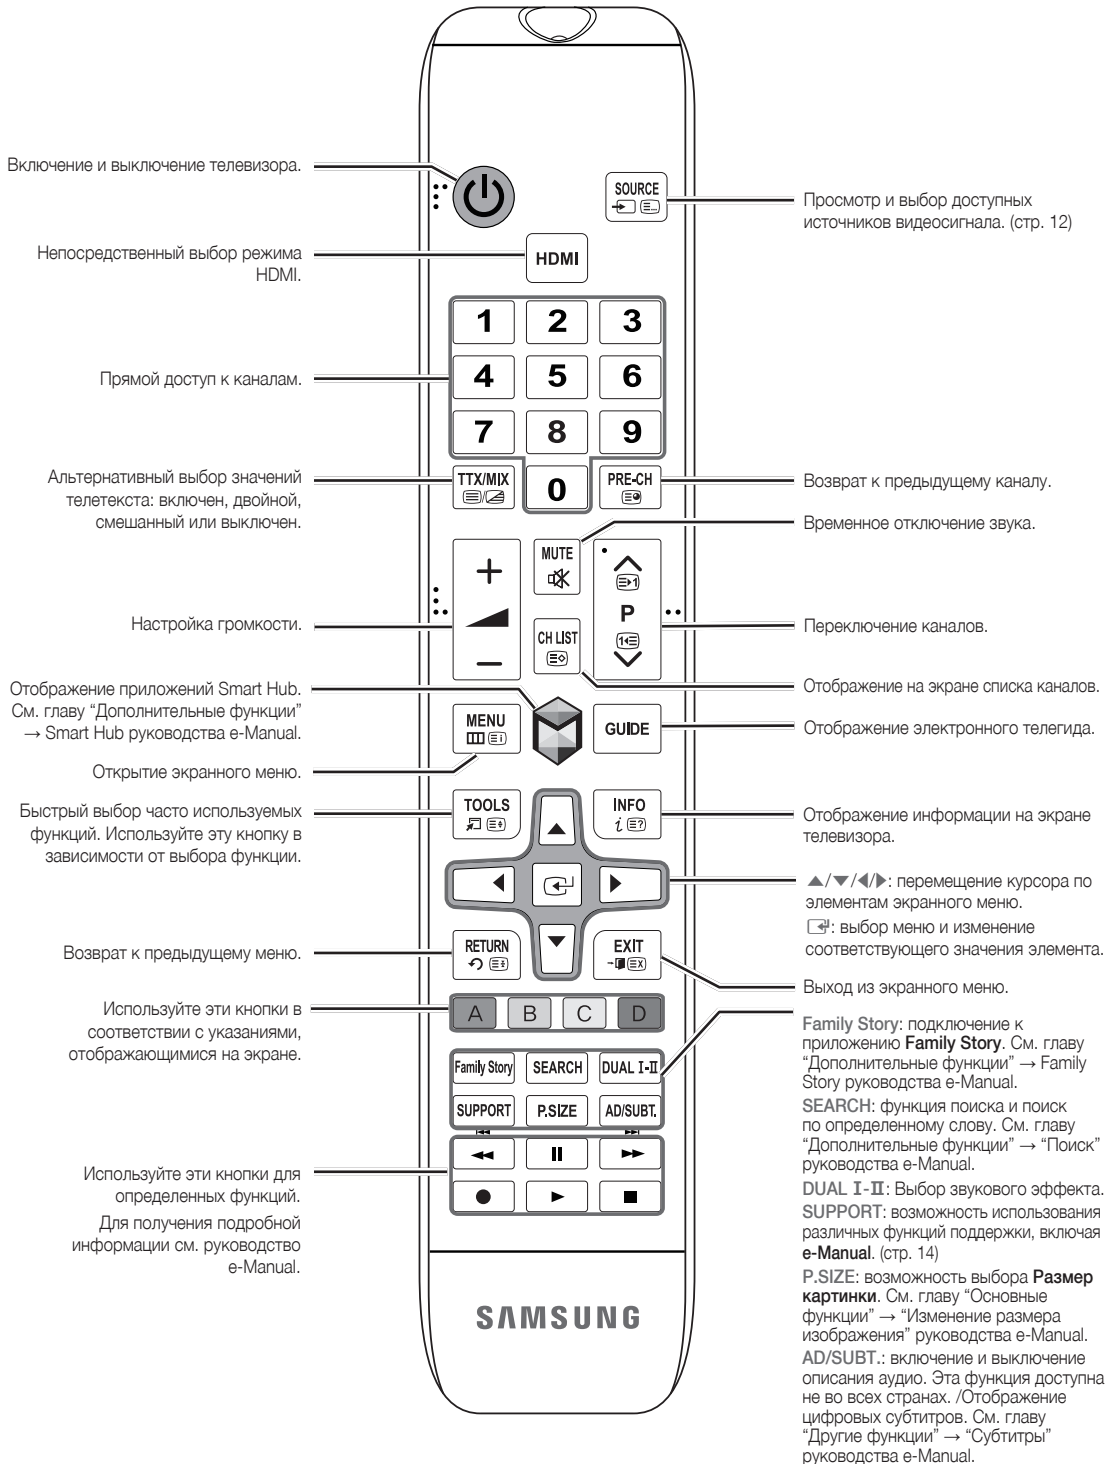 Включение и выключение телевизора.
SOURCE
Просмотр и выбор доступных
источников видеосигнала. (стр. 12)
Непосредственный выбор режима
HDMI.
HDMI
1 2 3
Прямой доступ к каналам.
4 5 6
7 8 9
Альтернативный выбор значений
телетекста: включен, двойной,
смешанный или выключен.
TTX/MIX
0
PRE-CH
Возврат к предыдущему каналу.
Временное отключение звука.
MUTE
P
Настройка громкости.
Переключение каналов.
CH LIST
Отображение на экране списка каналов.
Отображение приложений Smart Hub.
См. главу “Дополнительные функции”
→ Smart Hub руководства e-Manual.
MENU
GUIDE
Отображение электронного телегида.
Открытие экранного меню.
Быстрый выбор часто используемых
функций. Используйте эту кнопку в
зависимости от выбора функции.
TOOLS
INFO
Отображение информации на экране
телевизора.
▲/▼/◀/▶: перемещение курсора по
элементам экранного меню.
: выбор меню и изменение
соответствующего значения элемента.
Возврат к предыдущему меню.
RETURN
EXIT
Выход из экранного меню.
Используйте эти кнопки в
соответствии с указаниями,
отображающимися на экране.
A B C D
Family Story SEARCH DUAL I-II
SUPPORT P.SIZE AD/SUBT.
Family Story: подключение к
приложению Family Story. См. главу
“Дополнительные функции” → Family
Story руководства e-Manual.
SEARCH: функция поиска и поиск
по определенному слову. См. главу
“Дополнительные функции” → “Поиск”
руководства e-Manual.
DUAL I-II: Выбор звукового эффекта.
SUPPORT: возможность использования
различных функций поддержки, включая
e-Manual. (стр. 14)
P.SIZE: возможность выбора Размер
картинки. См. главу “Основные
функции” → “Изменение размера
изображения” руководства e-Manual.
AD/SUBT.: включение и выключение
описания аудио. Эта функция доступна
не во всех странах. /Отображение
цифровых субтитров. См. главу
“Другие функции” → “Субтитры”
руководства e-Manual.
Используйте эти кнопки для
определенных функций.
Для получения подробной
информации см. руководство
e-Manual.
SAMSUNG